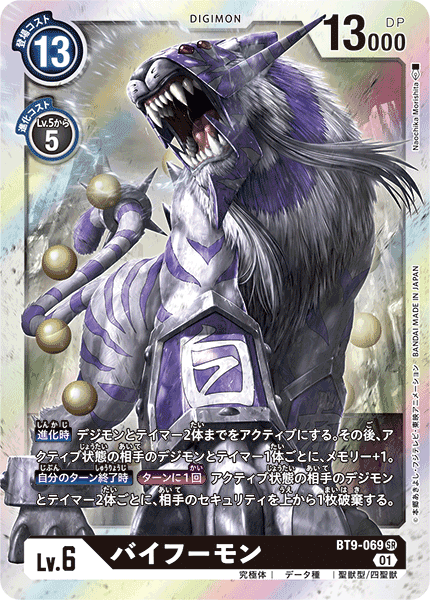 DIGIMON
登場コスト
13
13000
DP
進化コスト
Lv.5から
5
Naochika Morishita
©本郷あきよし・フジテレビ・東映アニメーション BANDAI MADE IN JAPAN
進化時 デジモンとテイマー2体までをアクティブにする。その後、ア
クティブ状態の相手のデジモンとテイマー1体ごとに、メモリー+1。
自分のターン終了時 ターンに1回 アクティブ状態の相手のデジモン
とテイマー2体ごとに、相手のセキュリティを上から1枚破棄する。
BT9-069 SR
01
Lv.6
バイフーモン
究極体 | データ種 | 聖獣型/四聖獣